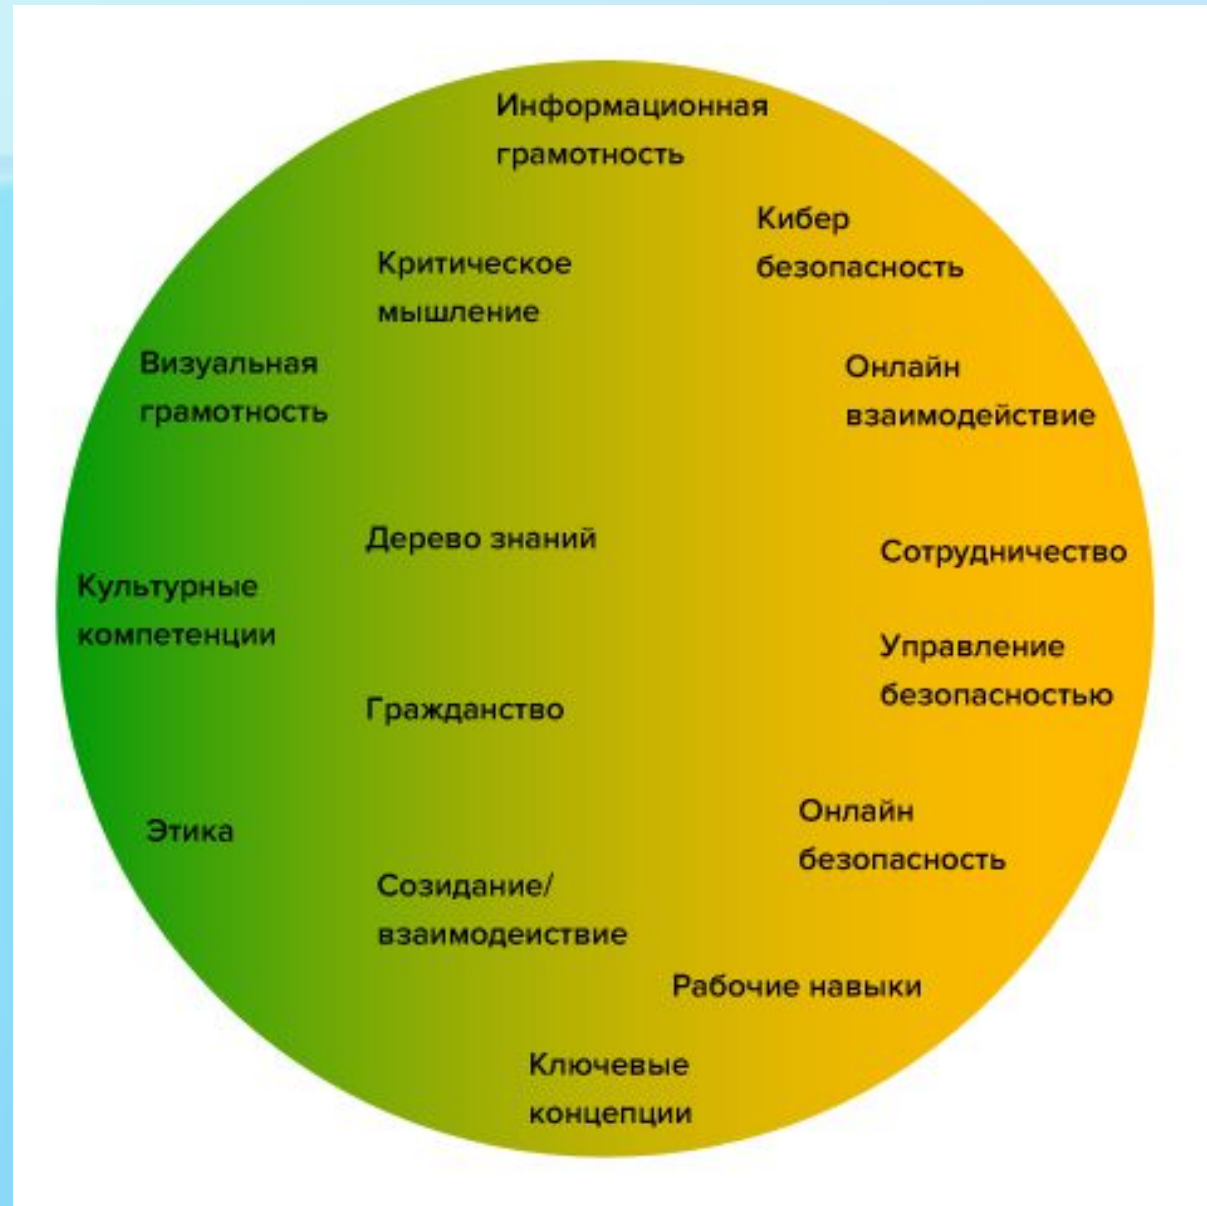 Информационная
грамотность
Кибер
безопасность
Критическое
мышление
Визуальная
грамотность
Онлайн
взаимодействие
Дерево знаний
Сотрудничество
Культурные
компетенции
Управление
безопасностью
Гражданство
Онлайн
безопасность
Этика
Созидание/
взаимодеиствие
Рабочие навыки
Ключевые
концепции